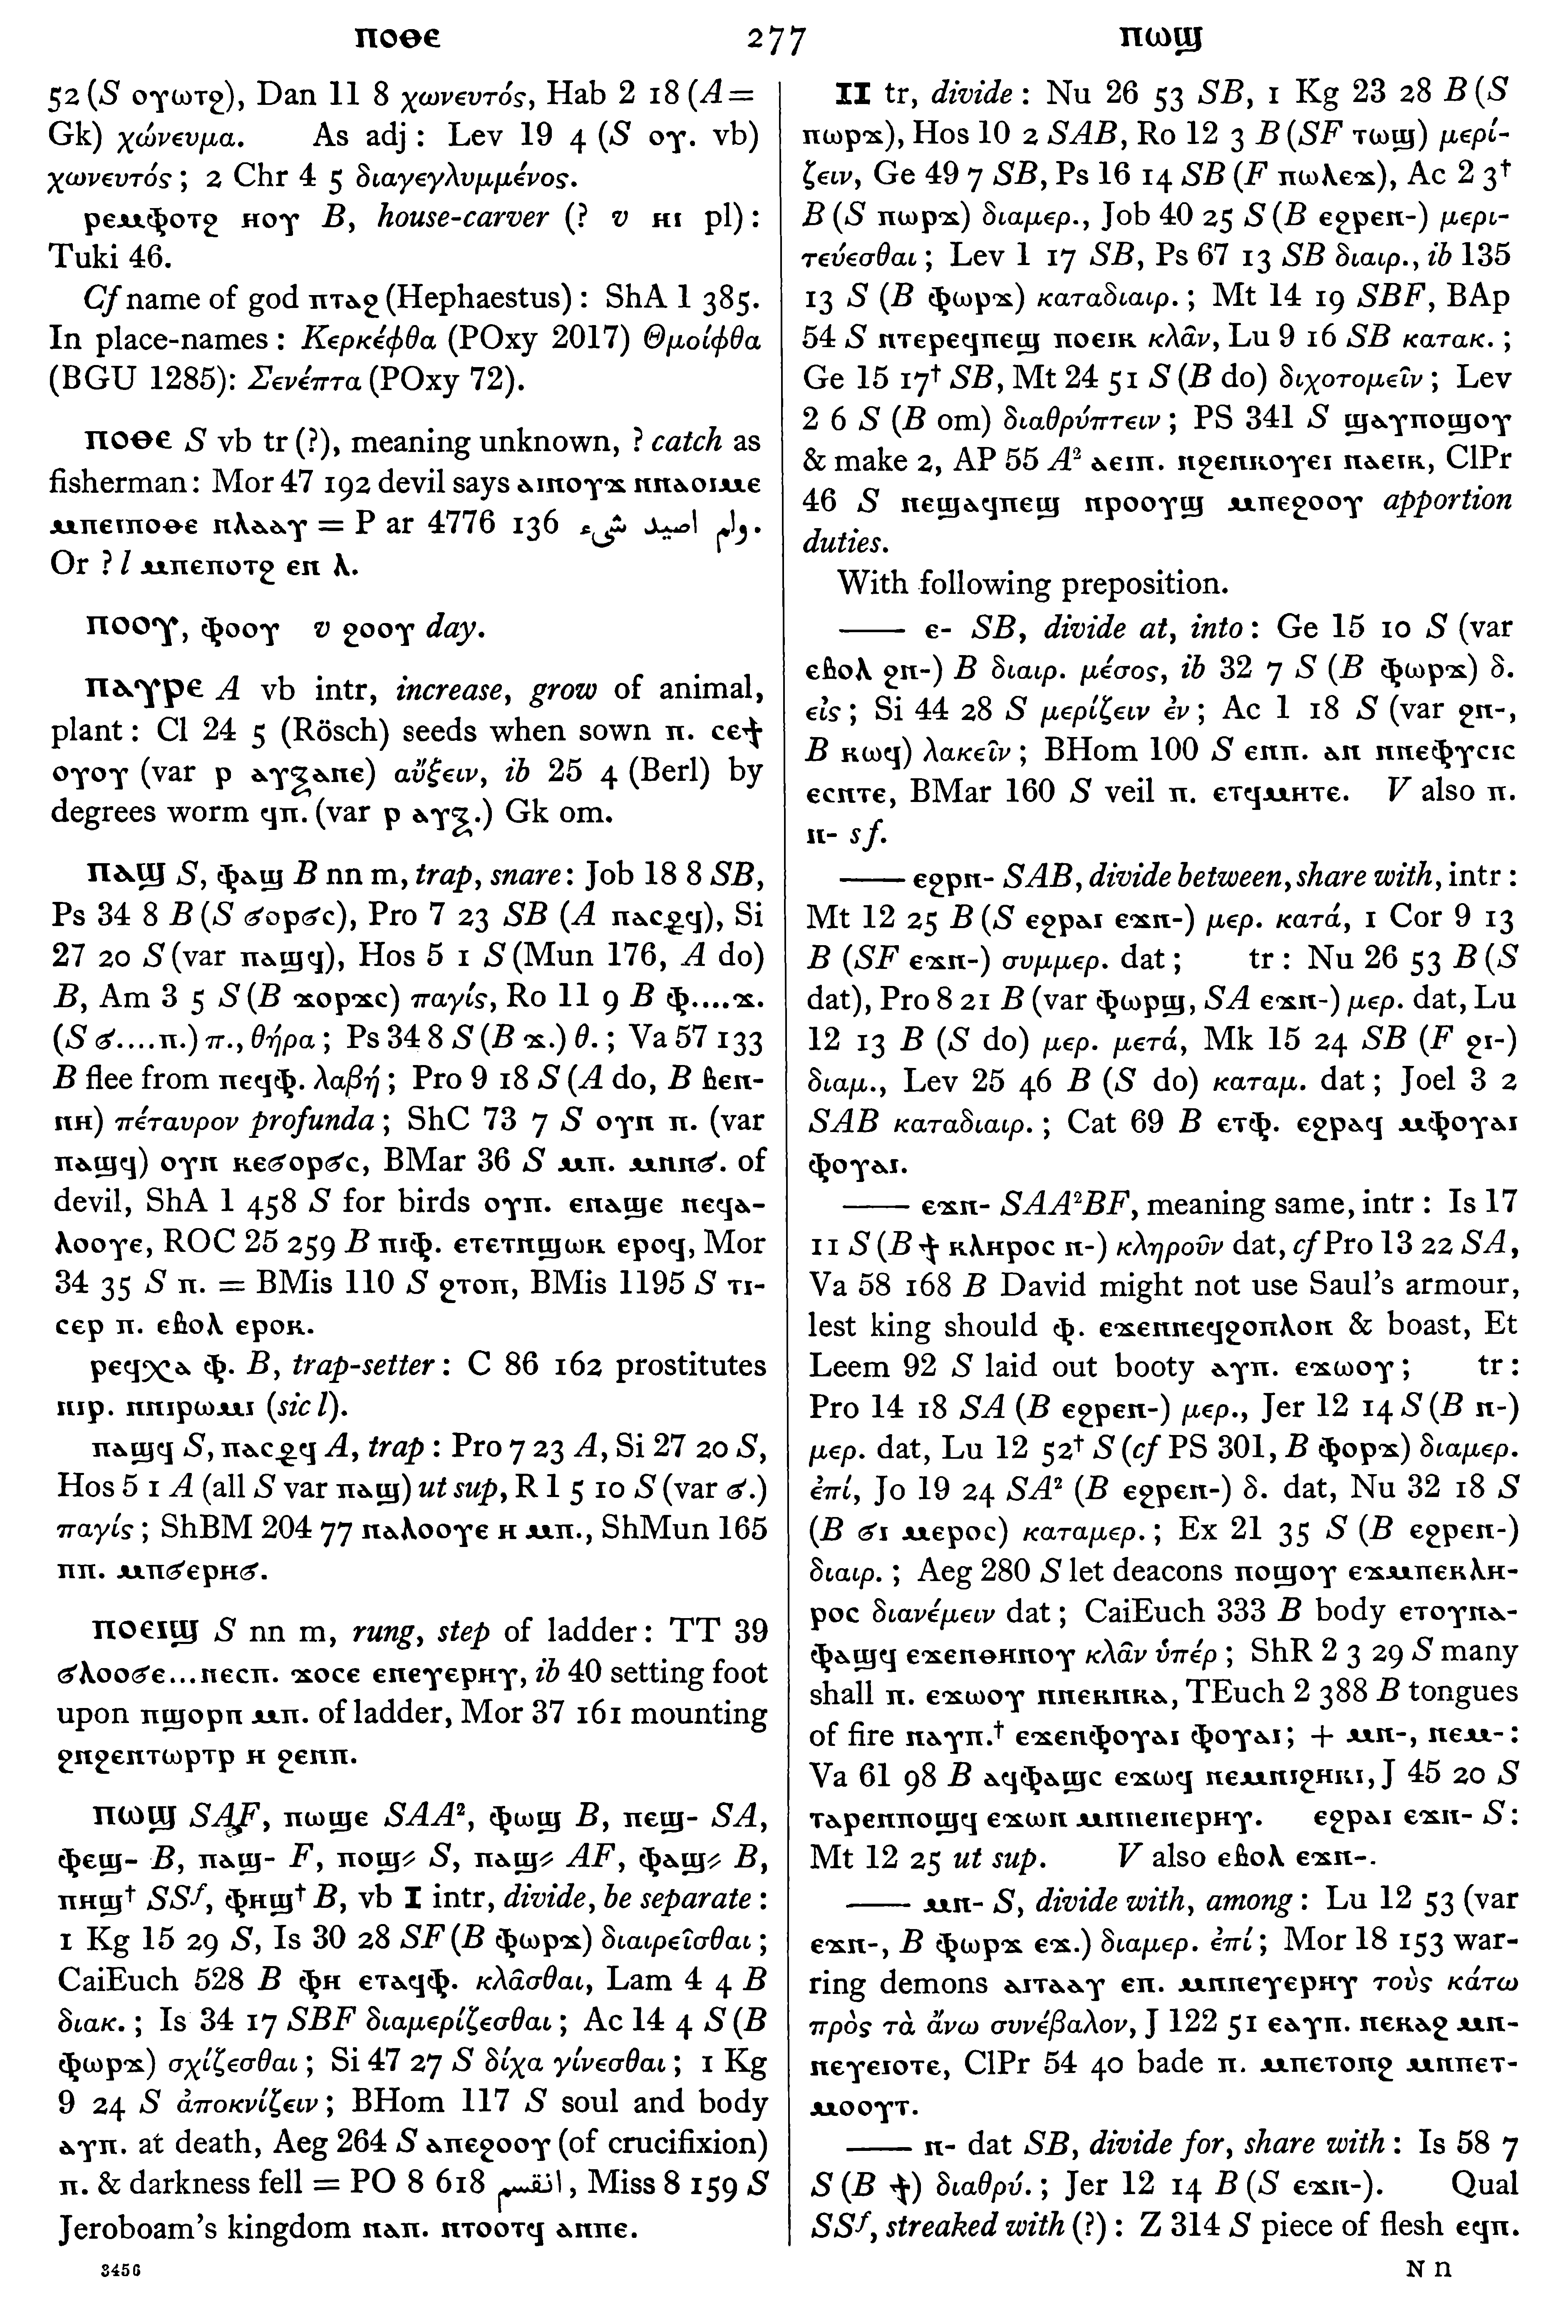 ⲡⲟⲑⲉ 277 ⲡⲱϣ
52 (S ⲟⲩⲱⲧϩ), Dan 11 8 χωνευτός, Hab 2 18 (A =
Gk) χώνευμα. As adj : Lev 19 4 (S ⲟⲩ. vb)
χωνευτός ; 2 Chr 4 5 διαγεγλυμμένος.
ⲣⲉⲙⲫⲟⲧϩ ⲏⲟⲩ B, house-carver (? v ⲏⲓ pl) :
Tuki 46.
Cf name of god ⲡⲧⲁϩ (Hephaestus) : ShA 1 385.
In place-names : Κερκέφθα (POxy 2017) Θμοίφθα
(BGU 1285): Σενέπτα (POxy 72).
ⲡⲟⲑⲉ S vb tr (?), meaning unknown, ? catch as
fisherman : Mor 47 192 devil says ⲁⲓⲛⲟⲩϫ ⲛⲛⲁⲟⲓⲙⲉ
ⲙⲡⲉⲓⲡⲟⲑⲉ ⲛⲗⲁⲁⲩ = P ar 4776 136 ولم اصيد شىء.
Or ? l ⲙⲡⲉⲡⲟⲧϩ ⲉⲛ ⲗ.
ⲡⲟⲟⲩ, ⲫⲟⲟⲩ v ϩⲟⲟⲩ day.
ⲡⲁⲩⲣⲉ A vb intr, increase, grow of animal,
plant : Cl 24 5 (Rösch) seeds when sown ⲡ. ⲥⲉϯ
ⲟⲩⲟⲩ (var ⲣ ⲁⲩⲝⲁⲛⲉ) αὔξειν, ib 25 4 (Berl) by
degrees worm ϥⲡ. (var ⲣ ⲁⲩⲝ.) Gk om.
ⲡⲁϣ S, ⲫⲁϣ B nn m, trap, snare : Job 18 8 SB,
Ps 34 8 B (S ϭⲟⲣϭⲥ), Pro 7 23 SB (A ⲡⲁⲥϩϥ), Si
27 20 S (var ⲡⲁϣϥ), Hos 5 1 S (Mun 176, A do)
B, Am 3 5 S (B ϫⲟⲣϫⲥ) παγίς, Ro 11 9 B ⲫ....ϫ.
(S ϭ....ⲡ.) π., θήρα ; Ps 34 8 S (B ϫ.) θ. ; Va 57 133
B flee from ⲡⲉϥⲫ. λαβή ; Pro 9 18 S (A do, B ⲃⲉⲛ-
ⲛⲏ) πέταυρον profunda ; ShC 73 7 S ⲟⲩⲛ ⲡ. (var
ⲡⲁϣϥ) ⲟⲩⲛ ⲕⲉϭⲟⲣϭⲥ, BMar 36 S ⲙⲡ. ⲙⲛⲛϭ. of
devil, ShA 1 458 S for birds ⲟⲩⲡ. ⲉⲛⲁϣⲉ ⲛⲉϥⲁ-
ⲗⲟⲟⲩⲉ, ROC 25 259 B ⲡⲓⲫ. ⲉⲧⲉⲧⲛϣⲱⲕ ⲉⲣⲟϥ, Mor
34 35 S ⲡ. = BMis 110 S ϩⲧⲟⲡ, BMis 1195 S ⲧⲓ-
ⲥⲉⲣ ⲡ. ⲉⲃⲟⲗ ⲉⲣⲟⲕ.
ⲣⲉϥⲭⲁ ⲫ. B, trap-setter : C 86 162 prostitutes
ⲛⲓⲣ. ⲛⲛⲓⲣⲱⲙⲓ (sic l).
ⲡⲁϣϥ S, ⲡⲁⲥϩϥ A, trap : Pro 7 23 A, Si 27 20 S,
Hos 5 1 A (all S var ⲡⲁϣ) ut sup, R 1 5 10 S (var ϭ.)
παγίς ; ShBM 204 77 ⲡⲁⲗⲟⲟⲩⲉ ⲏ ⲙⲡ., ShMun 165
ⲛⲡ. ⲙⲛϭⲉⲣⲏϭ.
ⲡⲟⲉⲓϣ S nn m, rung, step of ladder : TT 39
ϭⲗⲟⲟϭⲉ...ⲛⲉⲥⲡ. ϫⲟⲥⲉ ⲉⲛⲉⲩⲉⲣⲏⲩ, ib 40 setting foot
upon ⲡϣⲟⲣⲡ ⲙⲡ. of ladder, Mor 37 161 mounting
ϩⲛϩⲉⲛⲧⲱⲣⲧⲣ ⲏ ϩⲉⲛⲡ.
ⲡⲱϣ SAF, ⲡⲱϣⲉ SAA², ⲫⲱϣ B, ⲡⲉϣ- SA,
ⲫⲉϣ- B, ⲡⲁϣ- F, ⲡⲟϣ⸗ S, ⲡⲁϣ⸗ AF, ⲫⲁϣ⸗ B,
ⲡⲏϣ† SSᶠ, ⲫⲏϣ† B, vb I intr, divide, be separate :
1 Kg 15 29 S, Is 30 28 SF (B ⲫⲱⲣϫ) διαιρεῖσθαι ;
CaiEuch 528 B ⲫⲏ ⲉⲧⲁϥⲫ. κλᾶσθαι, Lam 4 4 B
διακ. ; Is 34 17 SBF διαμερίζεσθαι ; Ac 14 4 S (B
ⲫⲱⲣϫ) σχίζεσθαι ; Si 47 27 S δίχα γίνεσθαι ; 1 Kg
9 24 S ἀποκνίζειν ; BHom 117 S soul and body
ⲁⲩⲡ. at death, Aeg 264 S ⲁⲡⲉϩⲟⲟⲩ (of crucifixion)
ⲡ. & darkness fell = PO 8 618 انقسم, Miss 8 159 S
Jeroboam's kingdom ⲛⲁⲡ. ⲛⲧⲟⲟⲧϥ ⲁⲛⲡⲉ.
3456
II tr, divide : Nu 26 53 SB, 1 Kg 23 28 B (S
ⲡⲱⲣϫ), Hos 10 2 SAB, Ro 12 3 B (SF ⲧⲱϣ) μερί-
ζειν, Ge 49 7 SB, Ps 16 14 SB (F ⲡⲱⲗⲉϫ), Ac 2 3†
B (S ⲡⲱⲣϫ) διαμερ., Job 40 25 S (B ⲉϩⲣⲉⲛ-) μερι-
τεύεσθαι ; Lev 1 17 SB, Ps 67 13 SB διαιρ., ib 135
13 S (B ⲫⲱⲣϫ) καταδιαιρ. ; Mt 14 19 SBF, BAp
54 S ⲛⲧⲉⲣⲉϥⲡⲉϣ ⲡⲟⲉⲓⲕ κλᾶν, Lu 9 16 SB κατακ. ;
Ge 15 17† SB, Mt 24 51 S (B do) διχοτομεῖν ; Lev
2 6 S (B om) διαθρύπτειν ; PS 341 S ϣⲁⲩⲡⲟϣⲟⲩ
& make 2, AP 55 A² ⲁⲉⲓⲡ. ⲛϩⲉⲛⲕⲟⲩⲉⲓ ⲛⲁⲉⲓⲕ, ClPr
46 S ⲛⲉϣⲁϥⲡⲉϣ ⲡⲣⲟⲟⲩϣ ⲙⲡⲉϩⲟⲟⲩ apportion
duties.
With following preposition.
—— ⲉ- SB, divide at, into : Ge 15 10 S (var
ⲉⲃⲟⲗ ϩⲛ-) B διαιρ. μέσος, ib 32 7 S (B ⲫⲱⲣϫ) δ.
εἰς ; Si 44 28 S μερίζειν ἐν ; Ac 1 18 S (var ϩⲛ-,
B ⲕⲱϥ) λακεῖν ; BHom 100 S ⲉⲛⲡ. ⲁⲛ ⲛⲛⲉⲫⲩⲥⲓⲥ
ⲉⲥⲛⲧⲉ, BMar 160 S veil ⲡ. ⲉⲧϥⲙⲏⲧⲉ. V also ⲡ.
ⲛ- sf.
—— ⲉϩⲣⲛ- SAB, divide between, share with, intr :
Mt 12 25 B (S ⲉϩⲣⲁⲓ ⲉϫⲛ-) μερ. κατά, 1 Cor 9 13
B (SF ⲉϫⲛ-) συμμερ. dat ; tr : Nu 26 53 B (S
dat), Pro 8 21 B (var ⲫⲱⲣϣ, SA ⲉϫⲛ-) μερ. dat, Lu
12 13 B (S do) μερ. μετά, Mk 15 24 SB (F ϩⲓ-)
διαμ., Lev 25 46 B (S do) καταμ. dat ; Joel 3 2
SAB καταδιαιρ. ; Cat 69 B ⲉⲧⲫ. ⲉϩⲣⲁϥ ⲙⲫⲟⲩⲁⲓ
ⲫⲟⲩⲁⲓ.
—— ⲉϫⲛ- SAA²BF, meaning same, intr : Is 17
11 S (B ϯ ⲕⲗⲏⲣⲟⲥ ⲛ-) κληροῦν dat, cf Pro 13 22 SA,
Va 58 168 B David might not use Saul's armour,
lest king should ⲫ. ⲉϫⲉⲛⲛⲉϥϩⲟⲡⲗⲟⲛ & boast, Et
Leem 92 S laid out booty ⲁⲩⲡ. ⲉϫⲱⲟⲩ ; tr :
Pro 14 18 SA (B ⲉϩⲣⲉⲛ-) μερ., Jer 12 14 S (B ⲛ-)
μερ. dat, Lu 12 52† S (cf PS 301, B ⲫⲟⲣϫ) διαμερ.
ἐπί, Jo 19 24 SA² (B ⲉϩⲣⲉⲛ-) δ. dat, Nu 32 18 S
(B ϭⲓ ⲙⲉⲣⲟⲥ) καταμερ. ; Ex 21 35 S (B ⲉϩⲣⲉⲛ-)
διαιρ. ; Aeg 280 S let deacons ⲡⲟϣⲟⲩ ⲉϫⲙⲡⲉⲕⲗⲏ-
ⲣⲟⲥ διανέμειν dat ; CaiEuch 333 B body ⲉⲧⲟⲩⲛⲁ-
ⲫⲁϣϥ ⲉϫⲉⲛⲑⲏⲛⲟⲩ κλᾶν ὑπέρ ; ShR 2 3 29 S many
shall ⲡ. ⲉϫⲱⲟⲩ ⲛⲛⲉⲕⲛⲕⲁ, TEuch 2 388 B tongues
of fire ⲛⲁⲩⲡ.† ⲉϫⲉⲛⲫⲟⲩⲁⲓ ⲫⲟⲩⲁⲓ ; + ⲙⲛ-, ⲛⲉⲙ- :
Va 61 98 B ⲁϥⲫⲁϣⲥ ⲉϫⲱϥ ⲛⲉⲙⲛⲓϩⲏⲕⲓ, J 45 20 S
ⲧⲁⲣⲉⲛⲡⲟϣϥ ⲉϫⲱⲛ ⲙⲛⲛⲉⲛⲉⲣⲏⲩ. ⲉϩⲣⲁⲓ ⲉϫⲛ- S :
Mt 12 25 ut sup. V also ⲉⲃⲟⲗ ⲉϫⲛ-.
—— ⲙⲛ- S, divide with, among : Lu 12 53 (var
ⲉϫⲛ-, B ⲫⲱⲣϫ ⲉϫ.) διαμερ. ἐπί ; Mor 18 153 war-
ring demons ⲁⲓⲧⲁⲁⲩ ⲉⲡ. ⲙⲛⲛⲉⲩⲉⲣⲏⲩ τοὺς κάτω
πρὸς τὰ ἄνω συνέβαλον, J 122 51 ⲉⲁⲩⲡ. ⲡⲉⲕⲁϩ ⲙⲛ-
ⲛⲉⲩⲉⲓⲟⲧⲉ, ClPr 54 40 bade ⲡ. ⲙⲡⲉⲧⲟⲛϩ ⲙⲛⲡⲉⲧ-
ⲙⲟⲟⲩⲧ.
—— ⲛ- dat SB, divide for, share with : Is 58 7
S (B ϯ) διαθρύ. ; Jer 12 14 B (S ⲉϫⲛ-). Qual
SSᶠ, streaked with (?) : Z 314 S piece of flesh ⲉϥⲡ.
N n